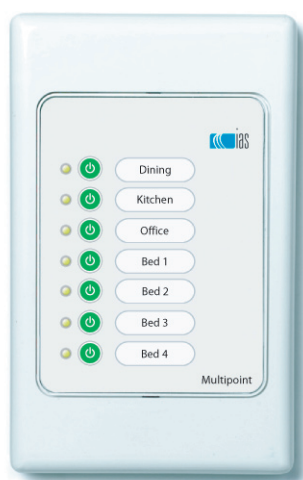 ias
Dining
Kitchen
Office
Bed 1
Bed 2
Bed 3
Bed 4
Multipoint